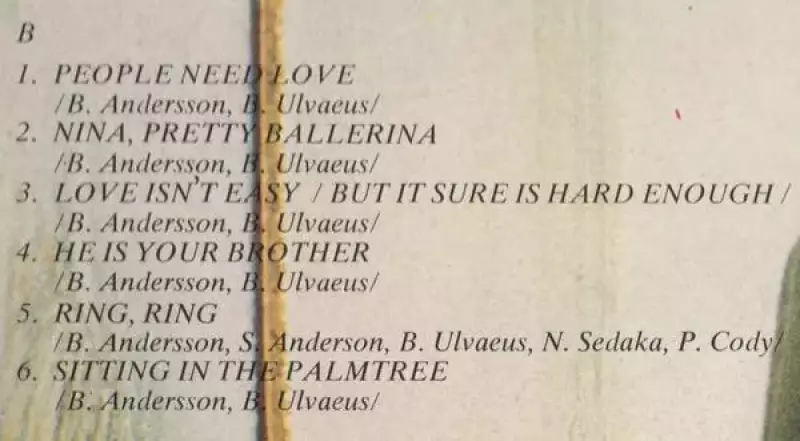 B
1. PEOPLE NEED LOVE
/B. Andersson, B. Ulvaeus/
2. NINA, PRETTY BALLERINA
/B. Andersson, B. Ulvaeus/
3. LOVE ISN'T EASY / BUT IT SURE IS HARD ENOUGH /
/B. Andersson, B. Ulvaeus/
4. HE IS YOUR BROTHER
/B. Andersson, B. Ulvaeus/
5. RING, RING
/B. Andersson, S. Anderson, B. Ulvaeus, N. Sedaka, P. Cody/
6. SITTING IN THE PALMTREE
/B. Andersson, B. Ulvaeus/